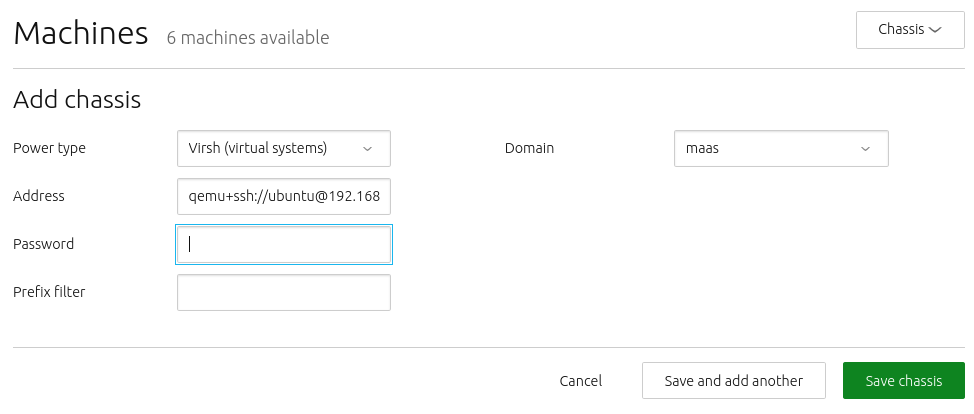 Machines 6 machines available
Chassis
Add chassis
Power type Virsh (virtual systems) Domain maas
Address qemu+ssh://ubuntu@192.168
Password
Prefix filter
Cancel Save and add another Save chassis